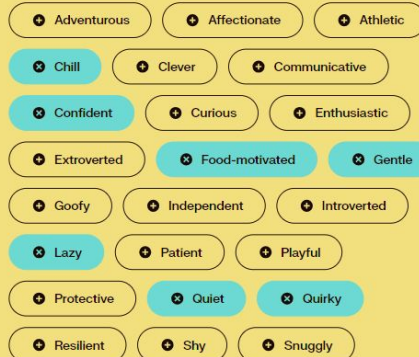 Adventurous Affectionate Athletic
Chill Clever Communicative
Confident Curious Enthusiastic
Extroverted Food-motivated Gentle
Goofy Independent Introverted
Lazy Patient Playful
Protective Quiet Quirky
Resilient Shy Snuggly